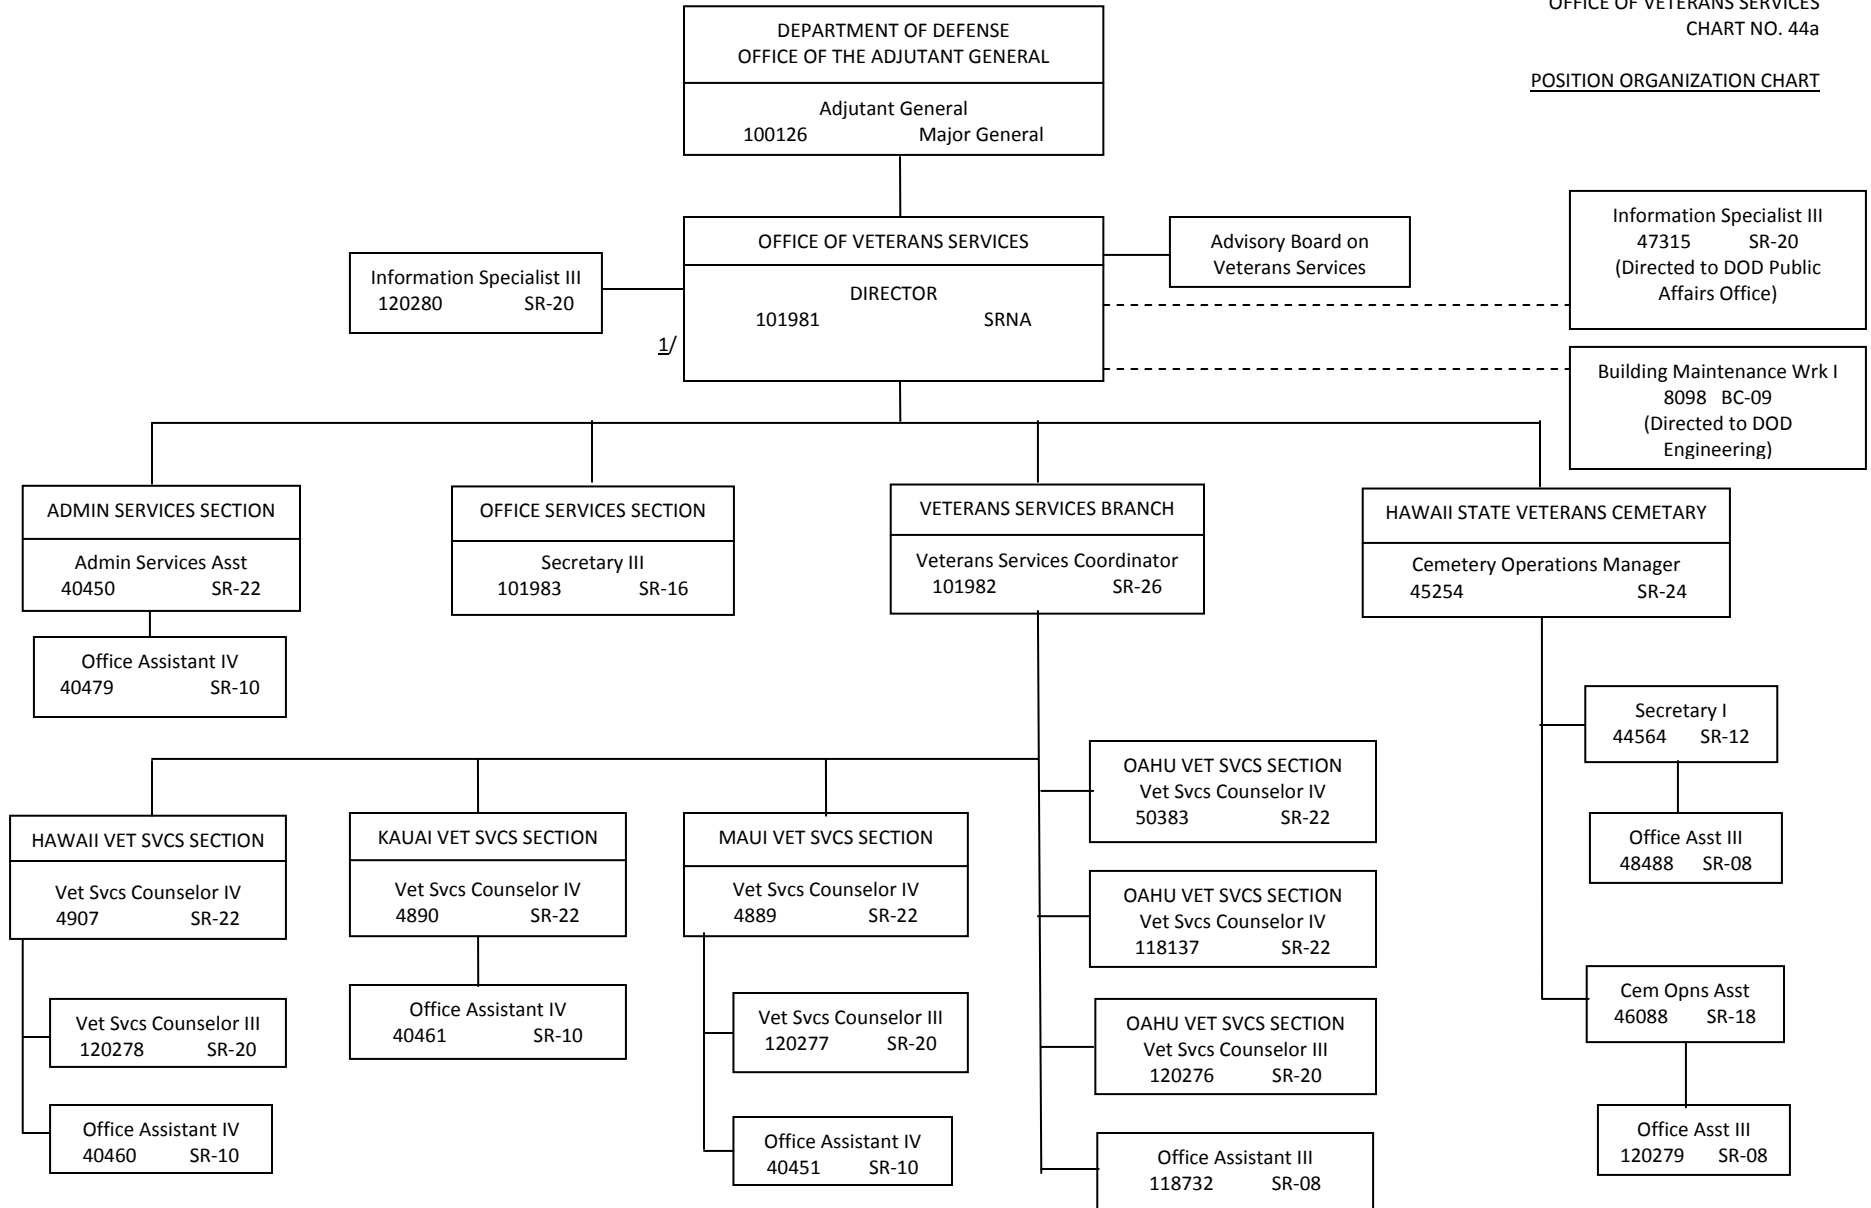 OFFICE OF VETERANS SERVICES
CHART NO. 44a
POSITION ORGANIZATION CHART
DEPARTMENT OF DEFENSE
OFFICE OF THE ADJUTANT GENERAL
Adjutant General
100126 Major General
OFFICE OF VETERANS SERVICES
DIRECTOR
101981 SRNA
1/
Information Specialist III
120280 SR-20
Advisory Board on
Veterans Services
Information Specialist III
47315 SR-20
(Directed to DOD Public
Affairs Office)
Building Maintenance Wrk I
8098 BC-09
(Directed to DOD
Engineering)
ADMIN SERVICES SECTION
Admin Services Asst
40450 SR-22
Office Assistant IV
40479 SR-10
OFFICE SERVICES SECTION
Secretary III
101983 SR-16
VETERANS SERVICES BRANCH
Veterans Services Coordinator
101982 SR-26
HAWAII STATE VETERANS CEMETARY
Cemetery Operations Manager
45254 SR-24
HAWAII VET SVCS SECTION
Vet Svcs Counselor IV
4907 SR-22
Vet Svcs Counselor III
120278 SR-20
Office Assistant IV
40460 SR-10
KAUAI VET SVCS SECTION
Vet Svcs Counselor IV
4890 SR-22
Office Assistant IV
40461 SR-10
MAUI VET SVCS SECTION
Vet Svcs Counselor IV
4889 SR-22
Vet Svcs Counselor III
120277 SR-20
Office Assistant IV
40451 SR-10
OAHU VET SVCS SECTION
Vet Svcs Counselor IV
50383 SR-22
OAHU VET SVCS SECTION
Vet Svcs Counselor IV
118137 SR-22
OAHU VET SVCS SECTION
Vet Svcs Counselor III
120276 SR-20
Office Assistant III
118732 SR-08
Secretary I
44564 SR-12
Office Asst III
48488 SR-08
Cem Opns Asst
46088 SR-18
Office Asst III
120279 SR-08